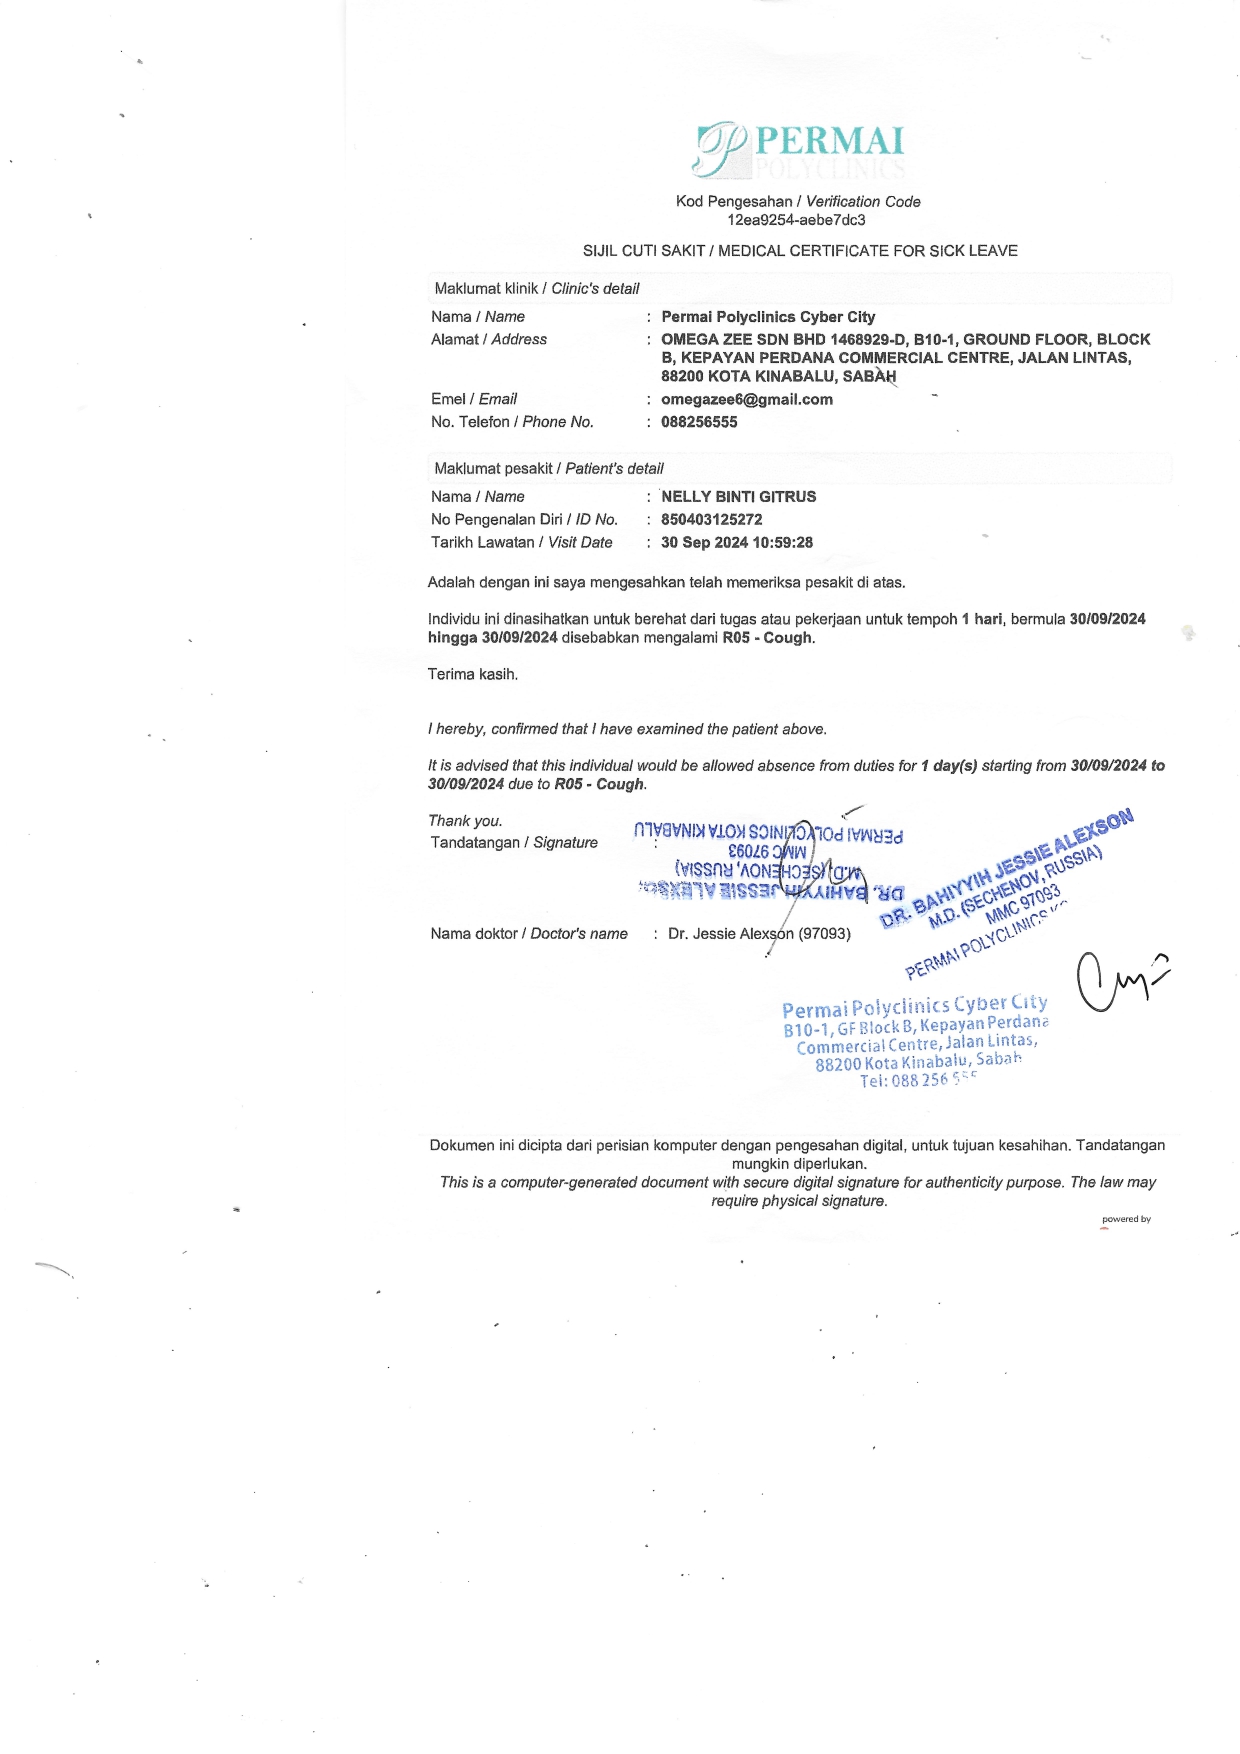 PERMAI
POLYCLINICS
Kod Pengesahan / Verification Code
12ea9254-aebe7dc3
SIJIL CUTI SAKIT / MEDICAL CERTIFICATE FOR SICK LEAVE
Maklumat klinik / Clinic's detail
Nama / Name : Permai Polyclinics Cyber City
Alamat / Address : OMEGA ZEE SDN BHD 1468929-D, B10-1, GROUND FLOOR, BLOCK
B, KEPAYAN PERDANA COMMERCIAL CENTRE, JALAN LINTAS,
88200 KOTA KINABALU, SABAH
Emel / Email : omegazee6@gmail.com
No. Telefon / Phone No. : 088256555
Maklumat pesakit / Patient's detail
Nama / Name : NELLY BINTI GITRUS
No Pengenalan Diri / ID No. : 850403125272
Tarikh Lawatan / Visit Date : 30 Sep 2024 10:59:28
Adalah dengan ini saya mengesahkan telah memeriksa pesakit di atas.
Individu ini dinasihatkan untuk berehat dari tugas atau pekerjaan untuk tempoh 1 hari, bermula 30/09/2024
hingga 30/09/2024 disebabkan mengalami R05 - Cough.
Terima kasih.
I hereby, confirmed that I have examined the patient above.
It is advised that this individual would be allowed absence from duties for 1 day(s) starting from 30/09/2024 to
30/09/2024 due to R05 - Cough.
Thank you.
Tandatangan / Signature :
DR. BAHIYYIH JESSIE ALEXSON
M.D. (SECHENOV, RUSSIA)
MMC 97093
PERMAI POLYCLINICS KOTA KINABALU
DR. BAHIYYIH JESSIE ALEXSON
M.D. (SECHENOV, RUSSIA)
MMC 97093
PERMAI POLYCLINICS
Nama doktor / Doctor's name : Dr. Jessie Alexson (97093)
Permai Polyclinics Cyber City
B10-1, GF Block B, Kepayan Perdana
Commercial Centre, Jalan Lintas,
88200 Kota Kinabalu, Sabah
Tel: 088 256 555
Dokumen ini dicipta dari perisian komputer dengan pengesahan digital, untuk tujuan kesahihan. Tandatangan
mungkin diperlukan.
This is a computer-generated document with secure digital signature for authenticity purpose. The law may
require physical signature.
powered by